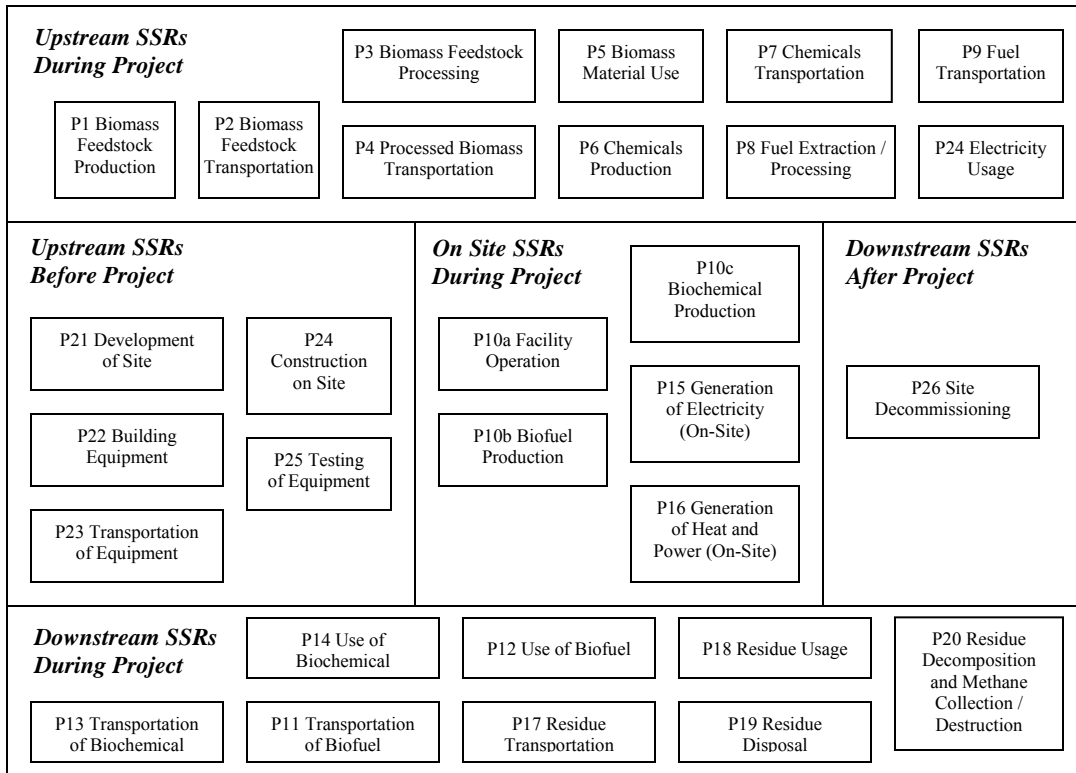 Upstream SSRs
During Project
P1 Biomass
Feedstock
Production
P2 Biomass
Feedstock
Transportation
P3 Biomass Feedstock
Processing
P4 Processed Biomass
Transportation
P5 Biomass
Material Use
P6 Chemicals
Production
P7 Chemicals
Transportation
P8 Fuel Extraction /
Processing
P9 Fuel
Transportation
P24 Electricity
Usage
Upstream SSRs
Before Project
P21 Development
of Site
P22 Building
Equipment
P23 Transportation
of Equipment
P24
Construction
on Site
P25 Testing
of Equipment
On Site SSRs
During Project
P10a Facility
Operation
P10b Biofuel
Production
P10c
Biochemical
Production
P15 Generation
of Electricity
(On-Site)
P16 Generation
of Heat and
Power (On-Site)
Downstream SSRs
After Project
P26 Site
Decommissioning
Downstream SSRs
During Project
P13 Transportation
of Biochemical
P14 Use of
Biochemical
P11 Transportation
of Biofuel
P12 Use of Biofuel
P17 Residue
Transportation
P18 Residue Usage
P19 Residue
Disposal
P20 Residue
Decomposition
and Methane
Collection /
Destruction